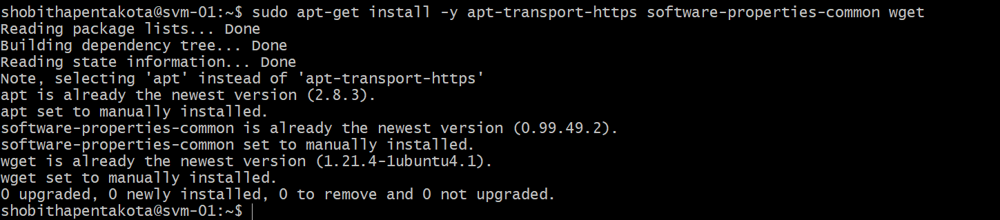 shobithapentakota@svm-01:~$ sudo apt-get install -y apt-transport-https software-properties-common wget
Reading package lists... Done
Building dependency tree... Done
Reading state information... Done
Note, selecting 'apt' instead of 'apt-transport-https'
apt is already the newest version (2.8.3).
apt set to manually installed.
software-properties-common is already the newest version (0.99.49.2).
software-properties-common set to manually installed.
wget is already the newest version (1.21.4-1ubuntu4.1).
wget set to manually installed.
0 upgraded, 0 newly installed, 0 to remove and 0 not upgraded.
shobithapentakota@svm-01:~$